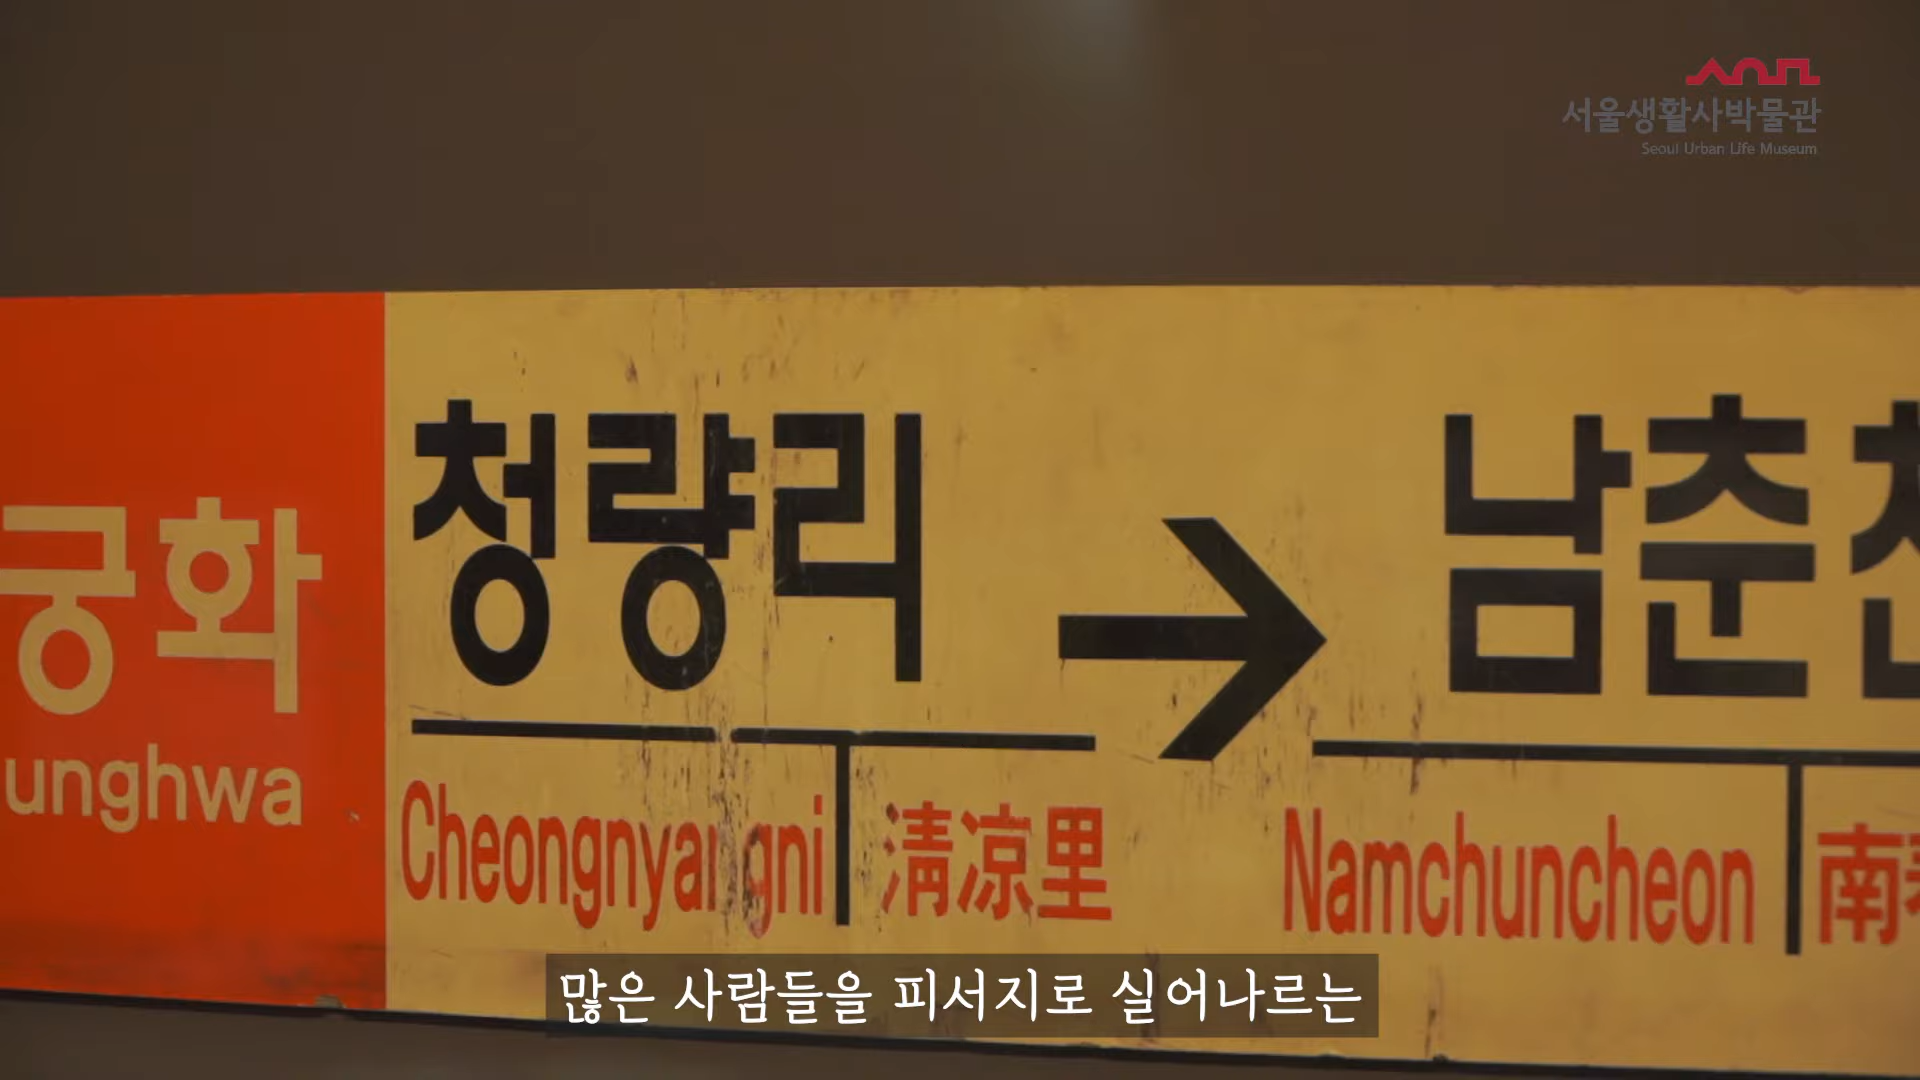 서울생활사박물관
Seoul Urban Life Museum
궁화
unghwa
청량리 → 남춘천
Cheongnyangni 淸凉里 Namchuncheon 南
많은 사람들을 피서지로 실어나르는